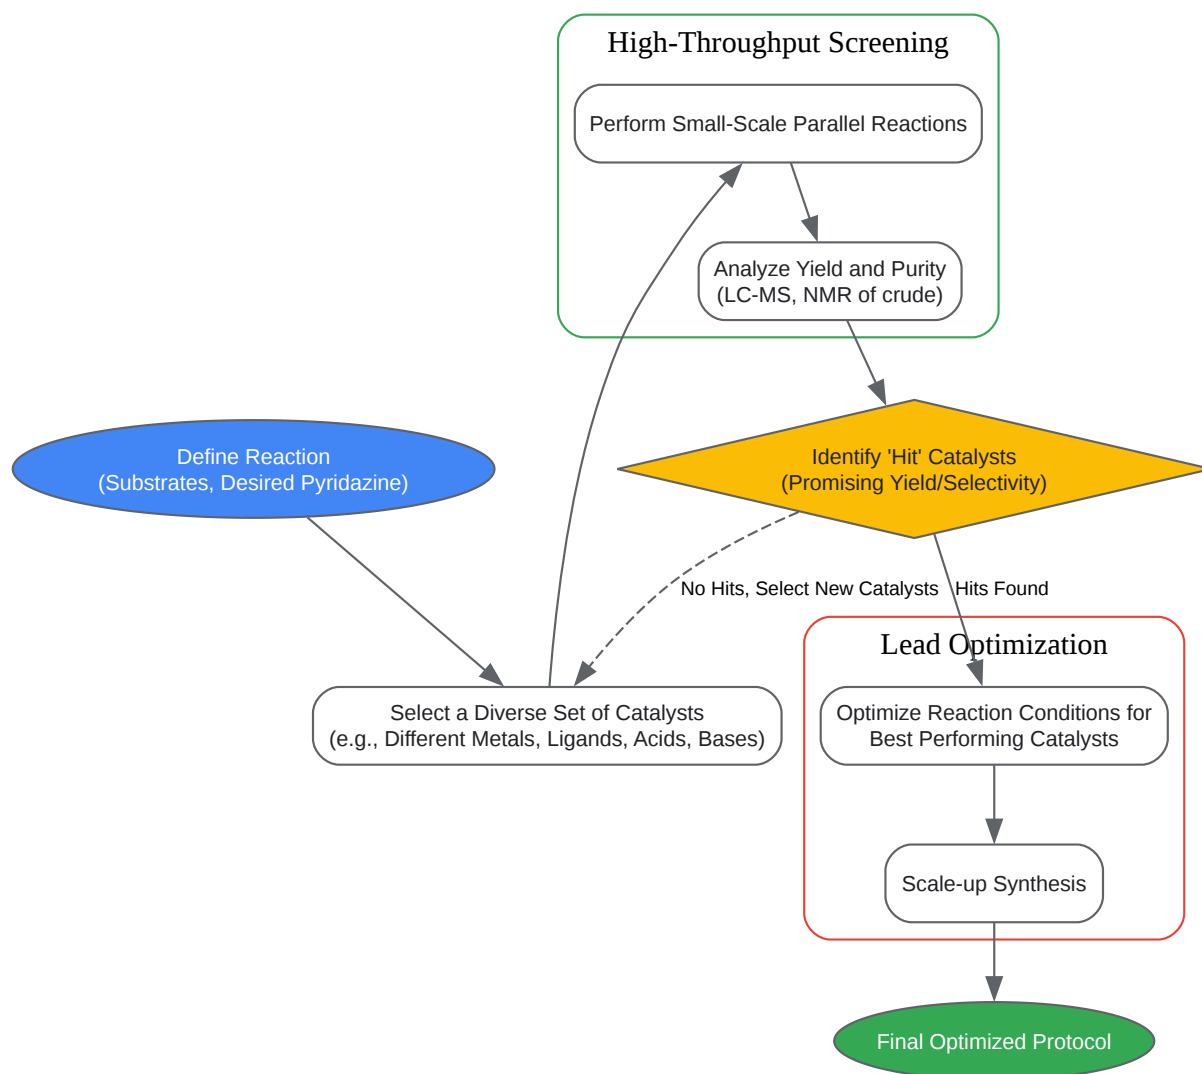 High-Throughput Screening
Perform Small-Scale Parallel Reactions
Analyze Yield and Purity
(LC-MS, NMR of crude)
Define Reaction
(Substrates, Desired Pyridazine)
Identify 'Hit' Catalysts
(Promising Yield/Selectivity)
No Hits, Select New Catalysts
Hits Found
Lead Optimization
Select a Diverse Set of Catalysts
(e.g., Different Metals, Ligands, Acids, Bases)
Optimize Reaction Conditions for
Best Performing Catalysts
Scale-up Synthesis
Final Optimized Protocol